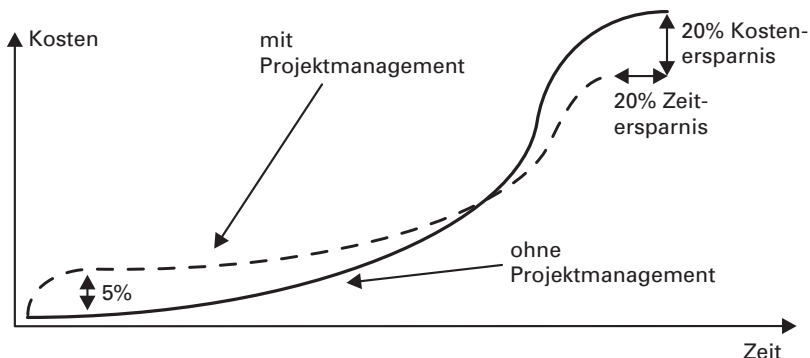 Kosten
mit
Projektmanagement
20% Kosten-
ersparnis
20% Zeit-
ersparnis
5%
ohne
Projektmanagement
Zeit